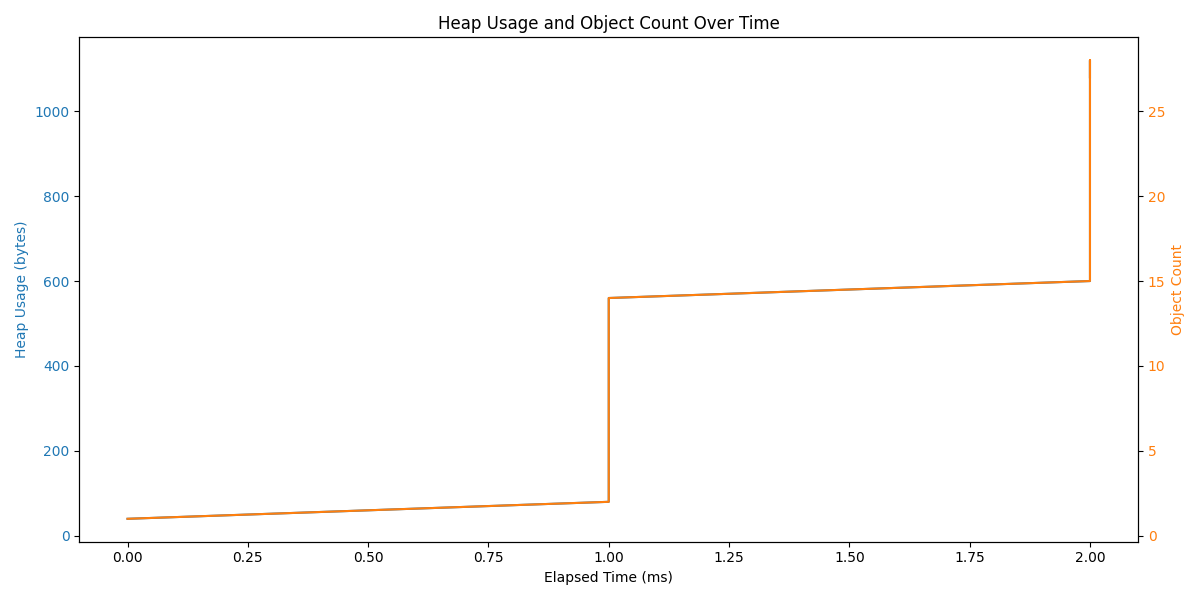 Heap Usage and Object Count Over Time
1000
800
600
400
200
0
Heap Usage (bytes)
25
20
15
10
5
0
Object Count
0.00 0.25 0.50 0.75 1.00 1.25 1.50 1.75 2.00
Elapsed Time (ms)